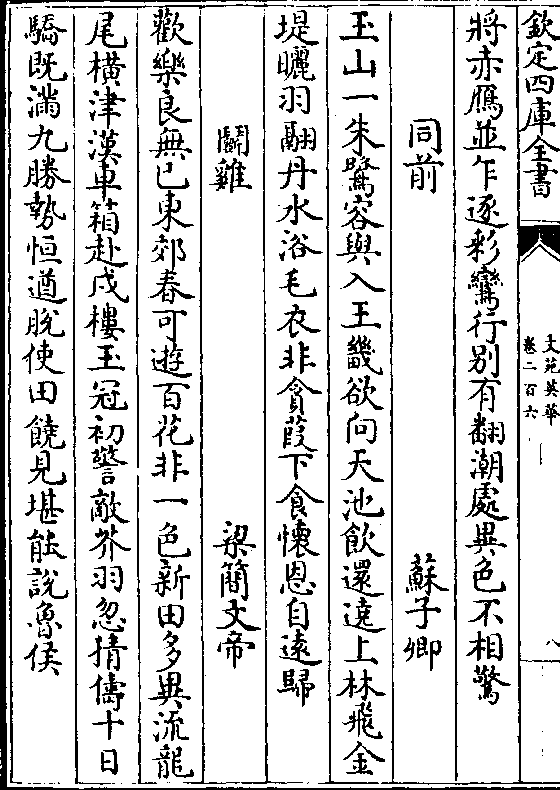 欽定四庫全書
文苑英華
卷二百六
八
將赤鴈並乍逐彩鸞行别有翻潮處異色不相驚
同前 蘇子卿
玉山一朱鷺容與入王畿欲向天池飲還遶上林飛金
堤曬羽翮丹水浴毛衣非貪葭下食懷恩自遠歸
鬭雞 梁簡文帝
歡樂良無已東郊春可遊百花非一色新田多異流龍
尾橫津漢車箱赴戍樓玉冠初警敵芥羽忽猜儔十日
驕既滿九勝勢恒遒脫使田饒見堪能說魯侯